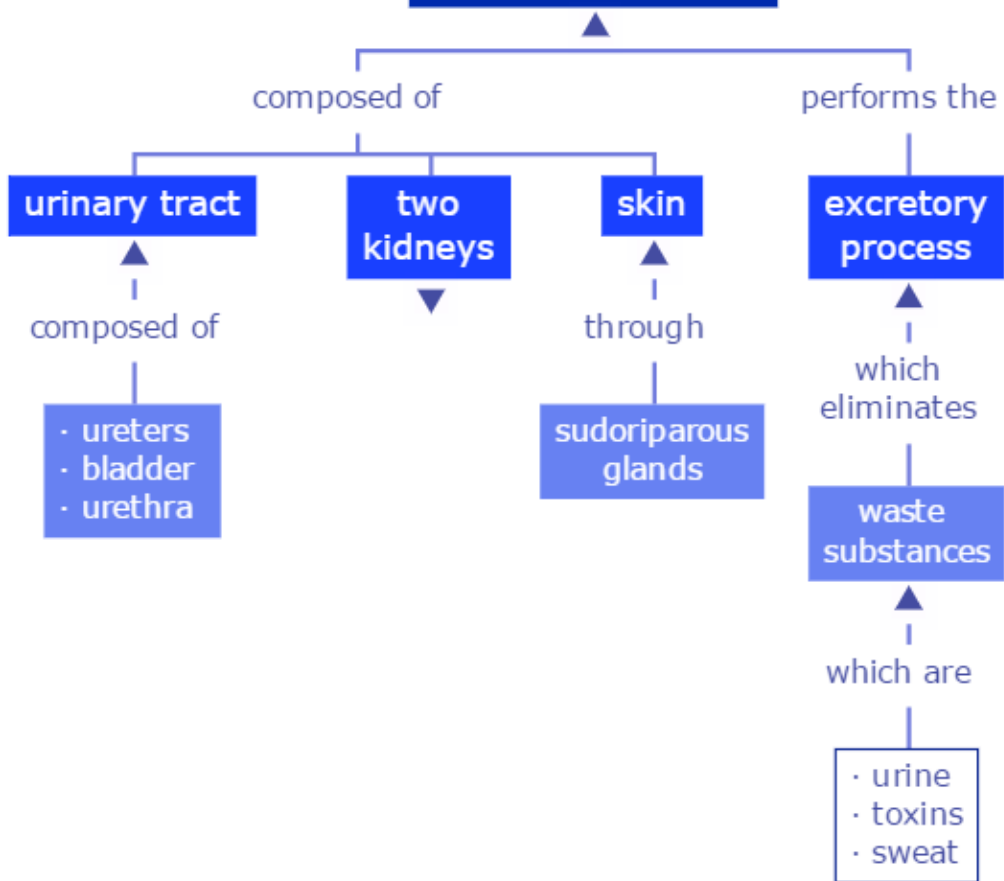 composed of
performs the
urinary tract
two
kidneys
skin
excretory
process
composed of
through
which
eliminates
· ureters
· bladder
· urethra
sudoriparous
glands
waste
substances
which are
· urine
· toxins
· sweat